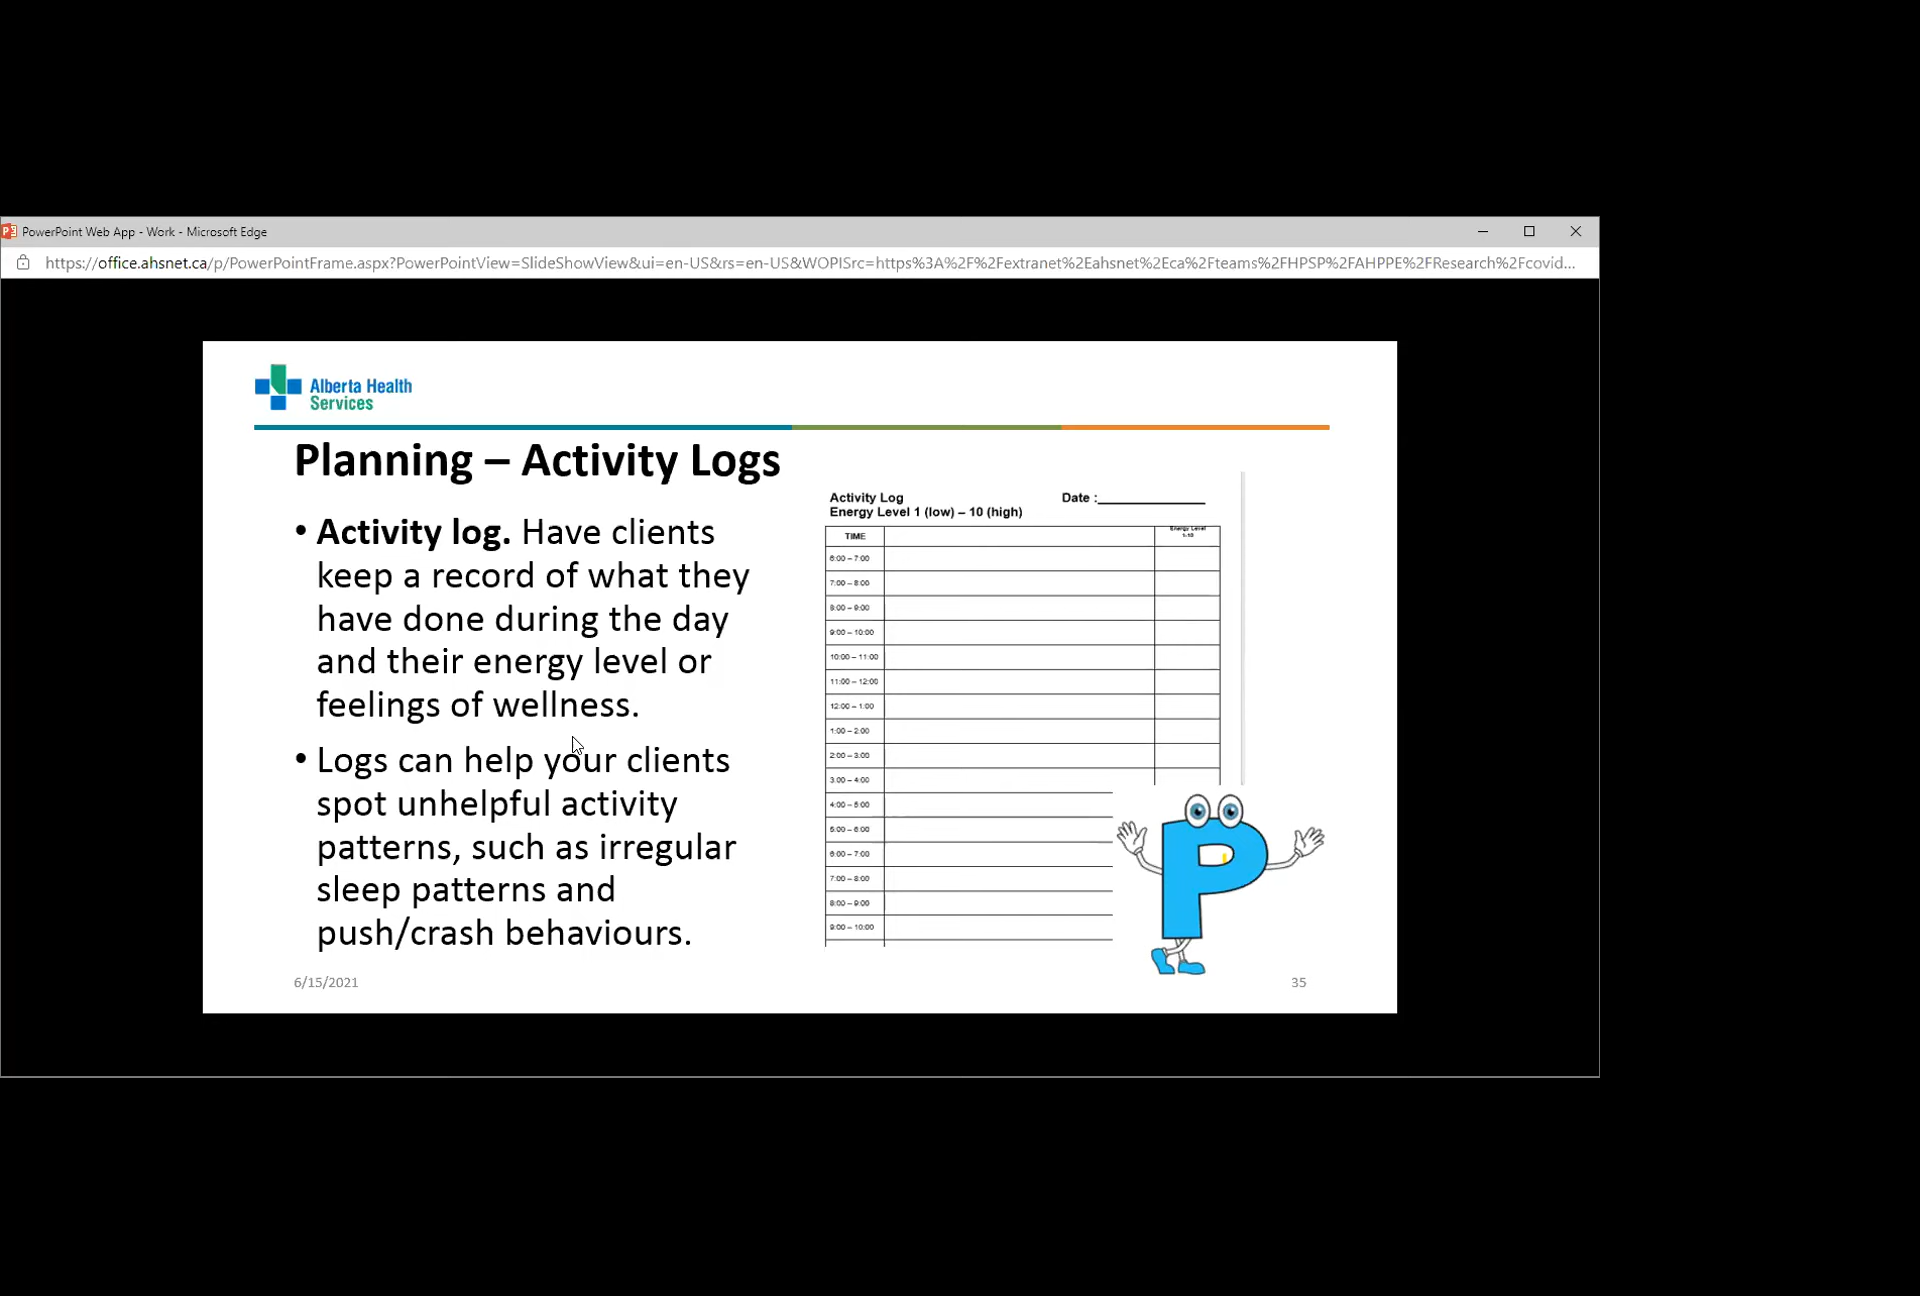 PowerPoint Web App - Work - Microsoft Edge
https://office.ahsnet.ca/p/PowerPointFrame.aspx?PowerPointView=SlideShowView&ui=en-US&rs=en-US&WOPISrc=https%3A%2F%2Fextranet%2Eahsnet%2Eca%2Fteams%2FHPSP%2FAHPPE%2FResearch%2Fcovid...
Alberta Health
Services
Planning – Activity Logs
• Activity log. Have clients
keep a record of what they
have done during the day
and their energy level or
feelings of wellness.
• Logs can help your clients
spot unhelpful activity
patterns, such as irregular
sleep patterns and
push/crash behaviours.
Activity Log Date :
Energy Level 1 (low) – 10 (high)
TIME
Energy Level
1-10
6:00 – 7:00
7:00 – 8:00
8:00 – 9:00
9:00 – 10:00
10:00 – 11:00
11:00 – 12:00
12:00 – 1:00
1:00 – 2:00
2:00 – 3:00
3:00 – 4:00
4:00 – 5:00
5:00 – 6:00
6:00 – 7:00
7:00 – 8:00
8:00 – 9:00
9:00 – 10:00
P
6/15/2021
35